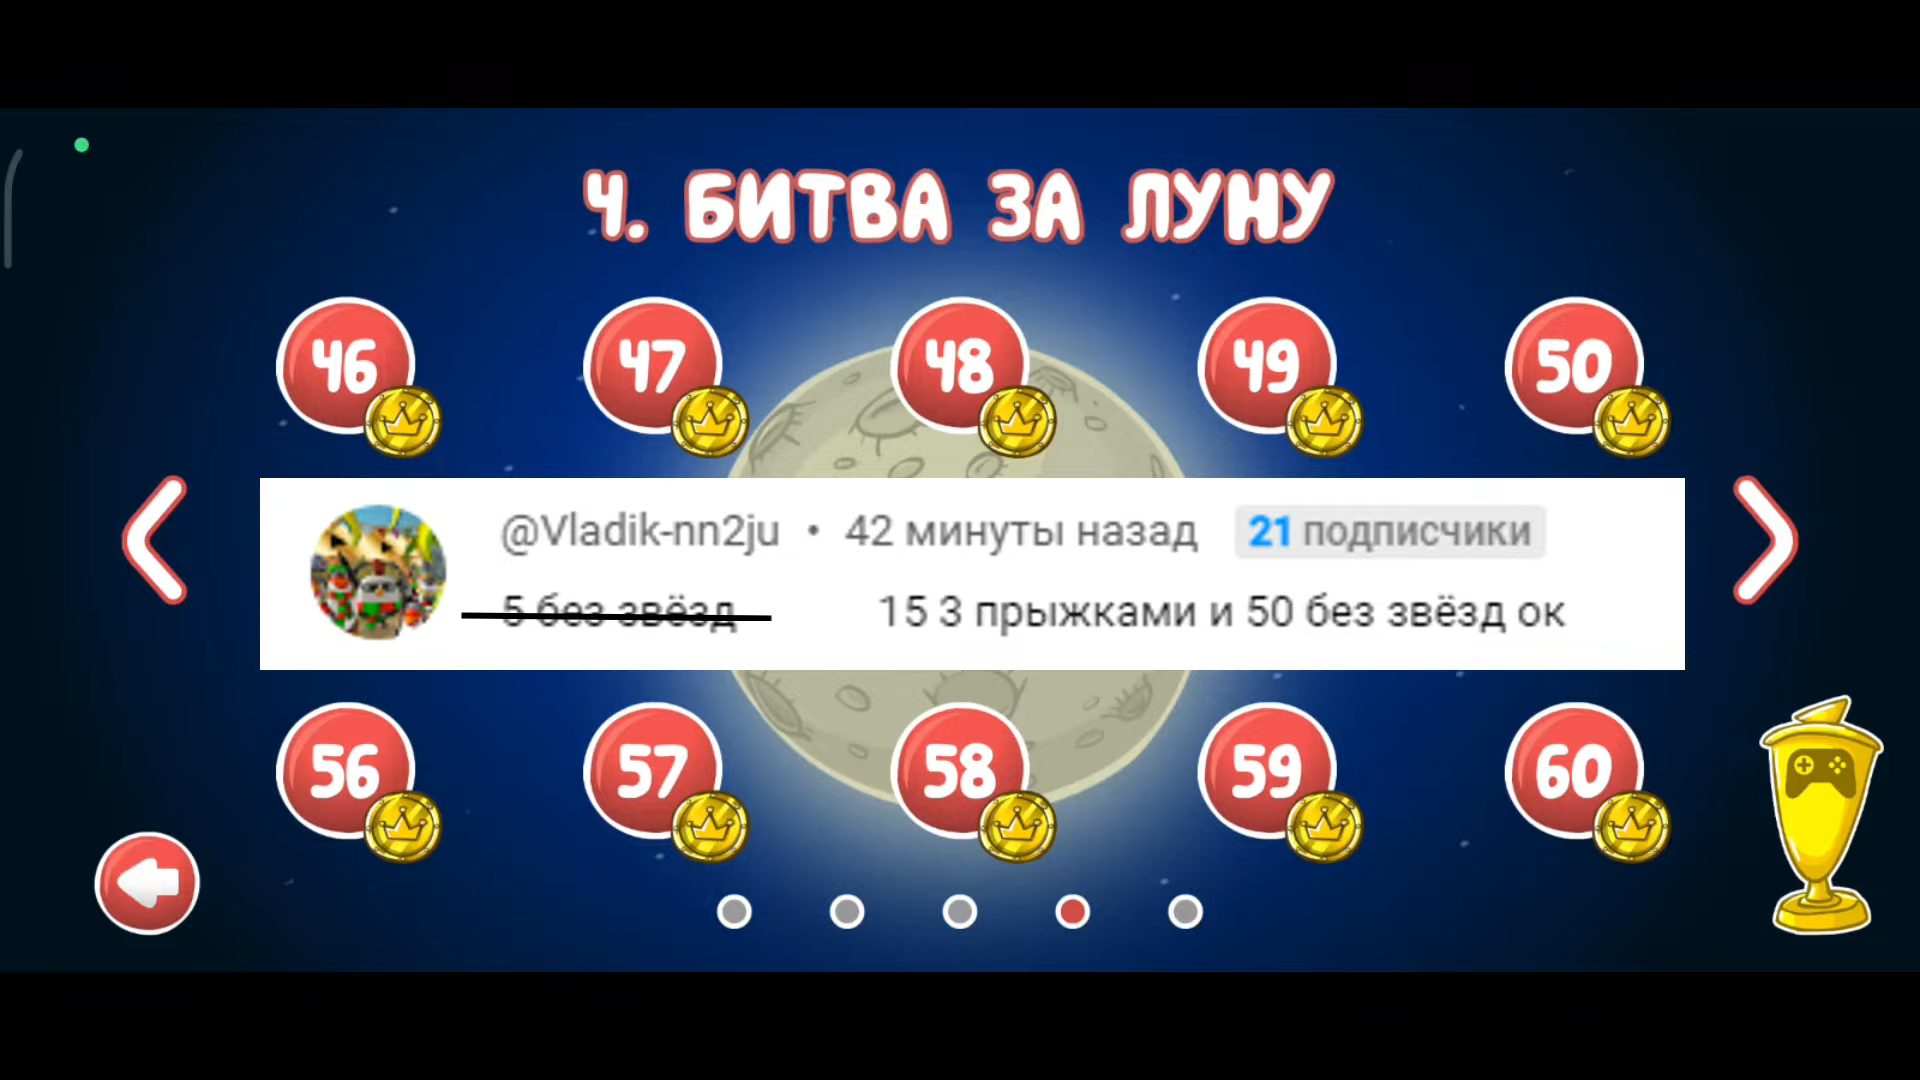 4. БИТВА ЗА ЛУНУ
46 47 48 49 50
@Vladik-nn2ju • 42 минуты назад 21 подписчики
5 без звёзд 15 3 прыжками и 50 без звёзд ок
56 57 58 59 60